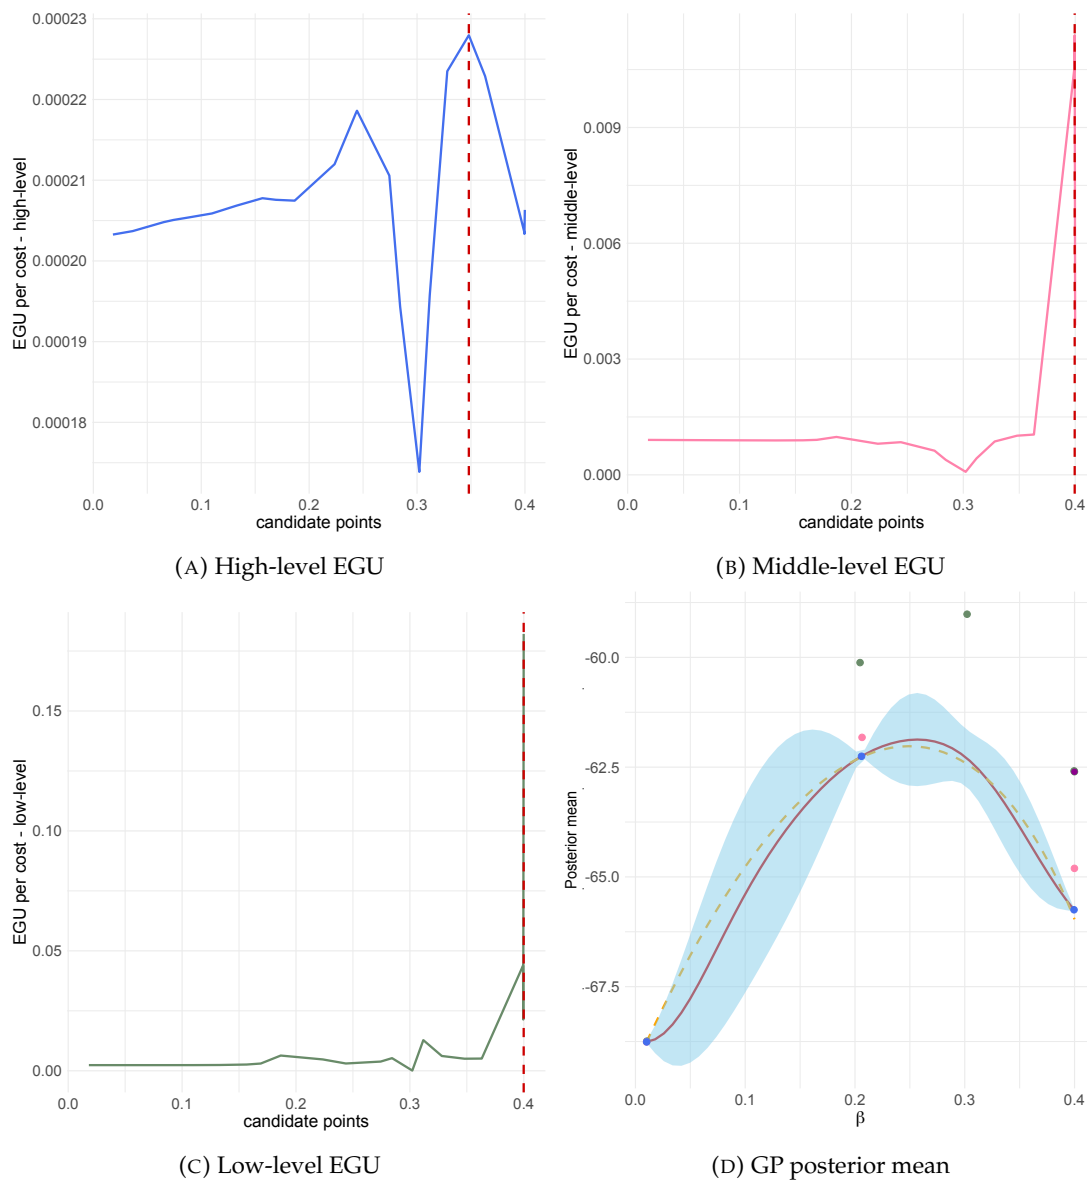 0.00023
0.00022
0.00021
0.00020
0.00019
0.00018
EGU per cost - high-level
0.0 0.1 0.2 0.3 0.4
candidate points
(A) High-level EGU
0.009
0.006
0.003
0.000
EGU per cost - middle-level
0.0 0.1 0.2 0.3 0.4
candidate points
(B) Middle-level EGU
0.15
0.10
0.05
0.00
EGU per cost - low-level
0.0 0.1 0.2 0.3 0.4
candidate points
(C) Low-level EGU
-60.0
-62.5
-65.0
-67.5
Posterior mean
0.0 0.1 0.2 0.3 0.4
β
(D) GP posterior mean